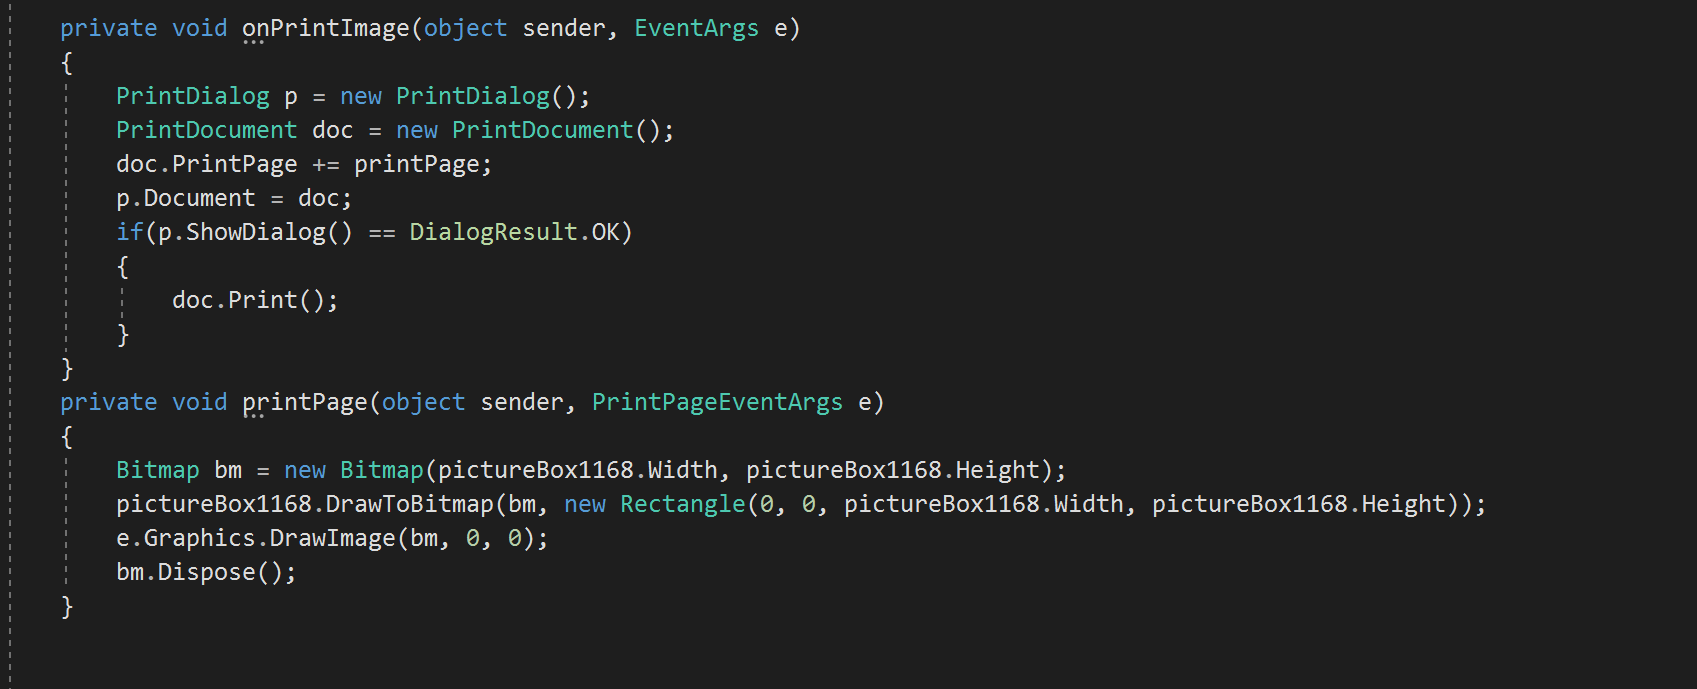 private void onPrintImage(object sender, EventArgs e)
{
PrintDialog p = new PrintDialog();
PrintDocument doc = new PrintDocument();
doc.PrintPage += printPage;
p.Document = doc;
if(p.ShowDialog() == DialogResult.OK)
{
doc.Print();
}
}
private void printPage(object sender, PrintPageEventArgs e)
{
Bitmap bm = new Bitmap(pictureBox1168.Width, pictureBox1168.Height);
pictureBox1168.DrawToBitmap(bm, new Rectangle(0, 0, pictureBox1168.Width, pictureBox1168.Height));
e.Graphics.DrawImage(bm, 0, 0);
bm.Dispose();
}